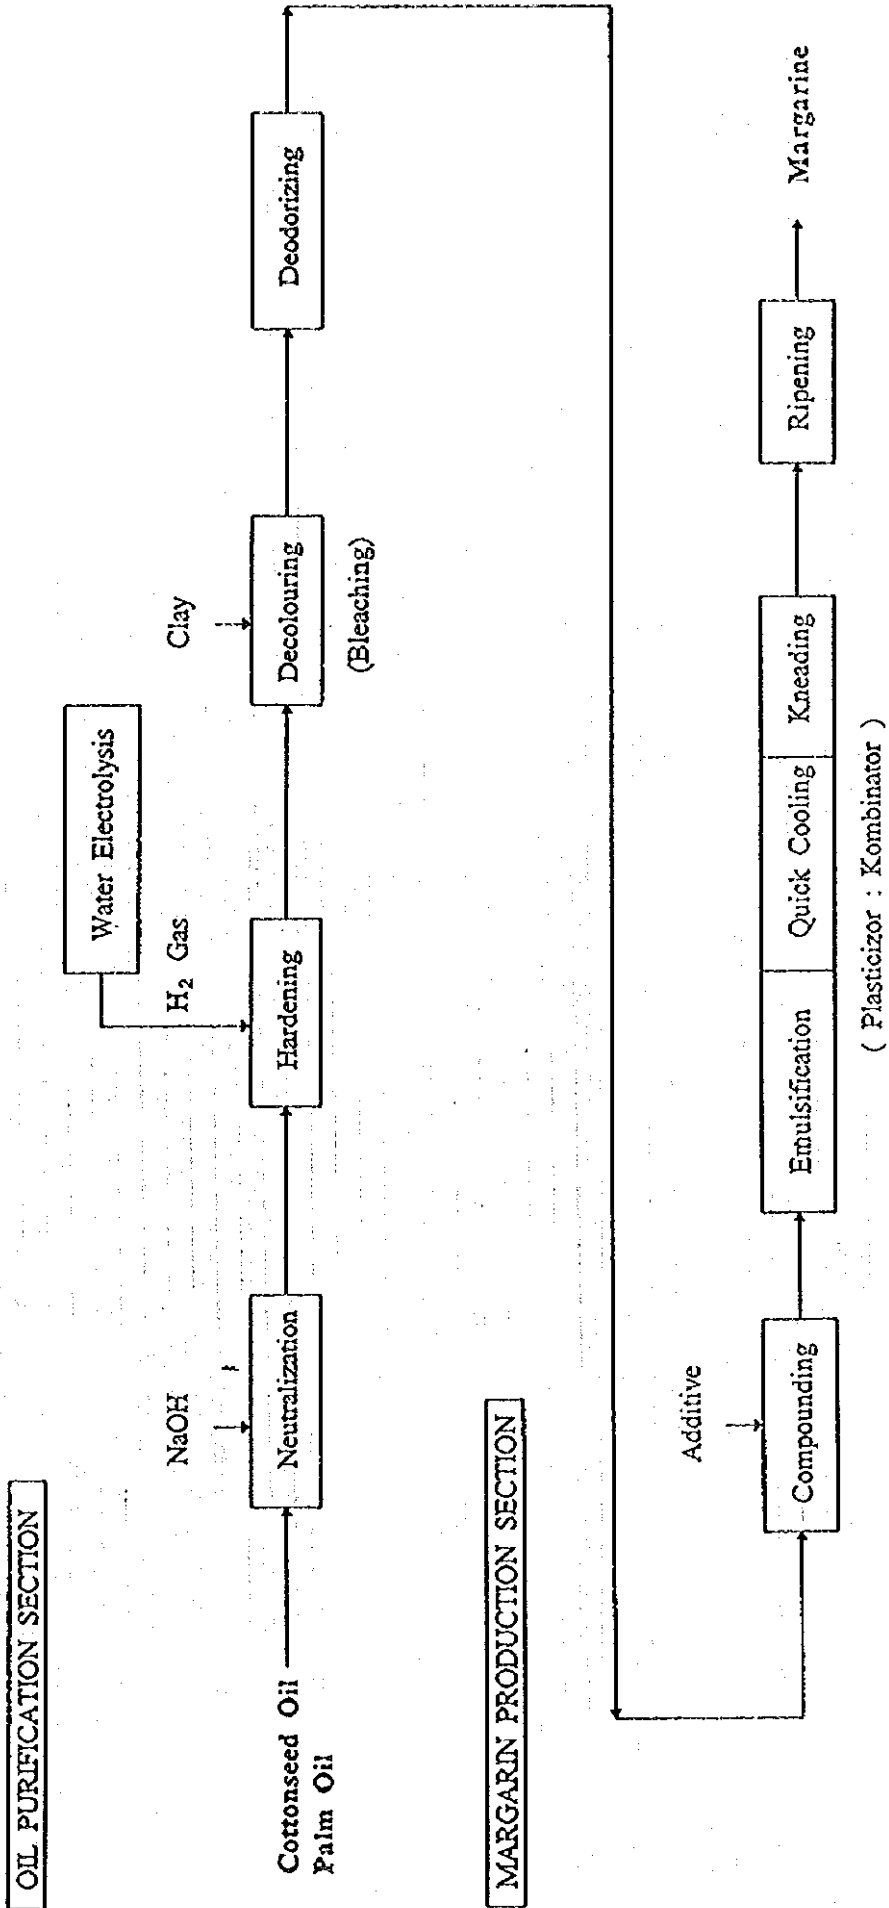 OIL PURIFICATION SECTION
Water Electrolysis
H₂ Gas
NaOH
Clay
Cottonseed Oil
Palm Oil
Neutralization
Hardening
Decolouring
Deodorizing
(Bleaching)
MARGARIN PRODUCTION SECTION
Additive
Compounding
Emulsification
Quick Cooling
Kneading
Ripening
Margarine
( Plasticizor : Kombinator )